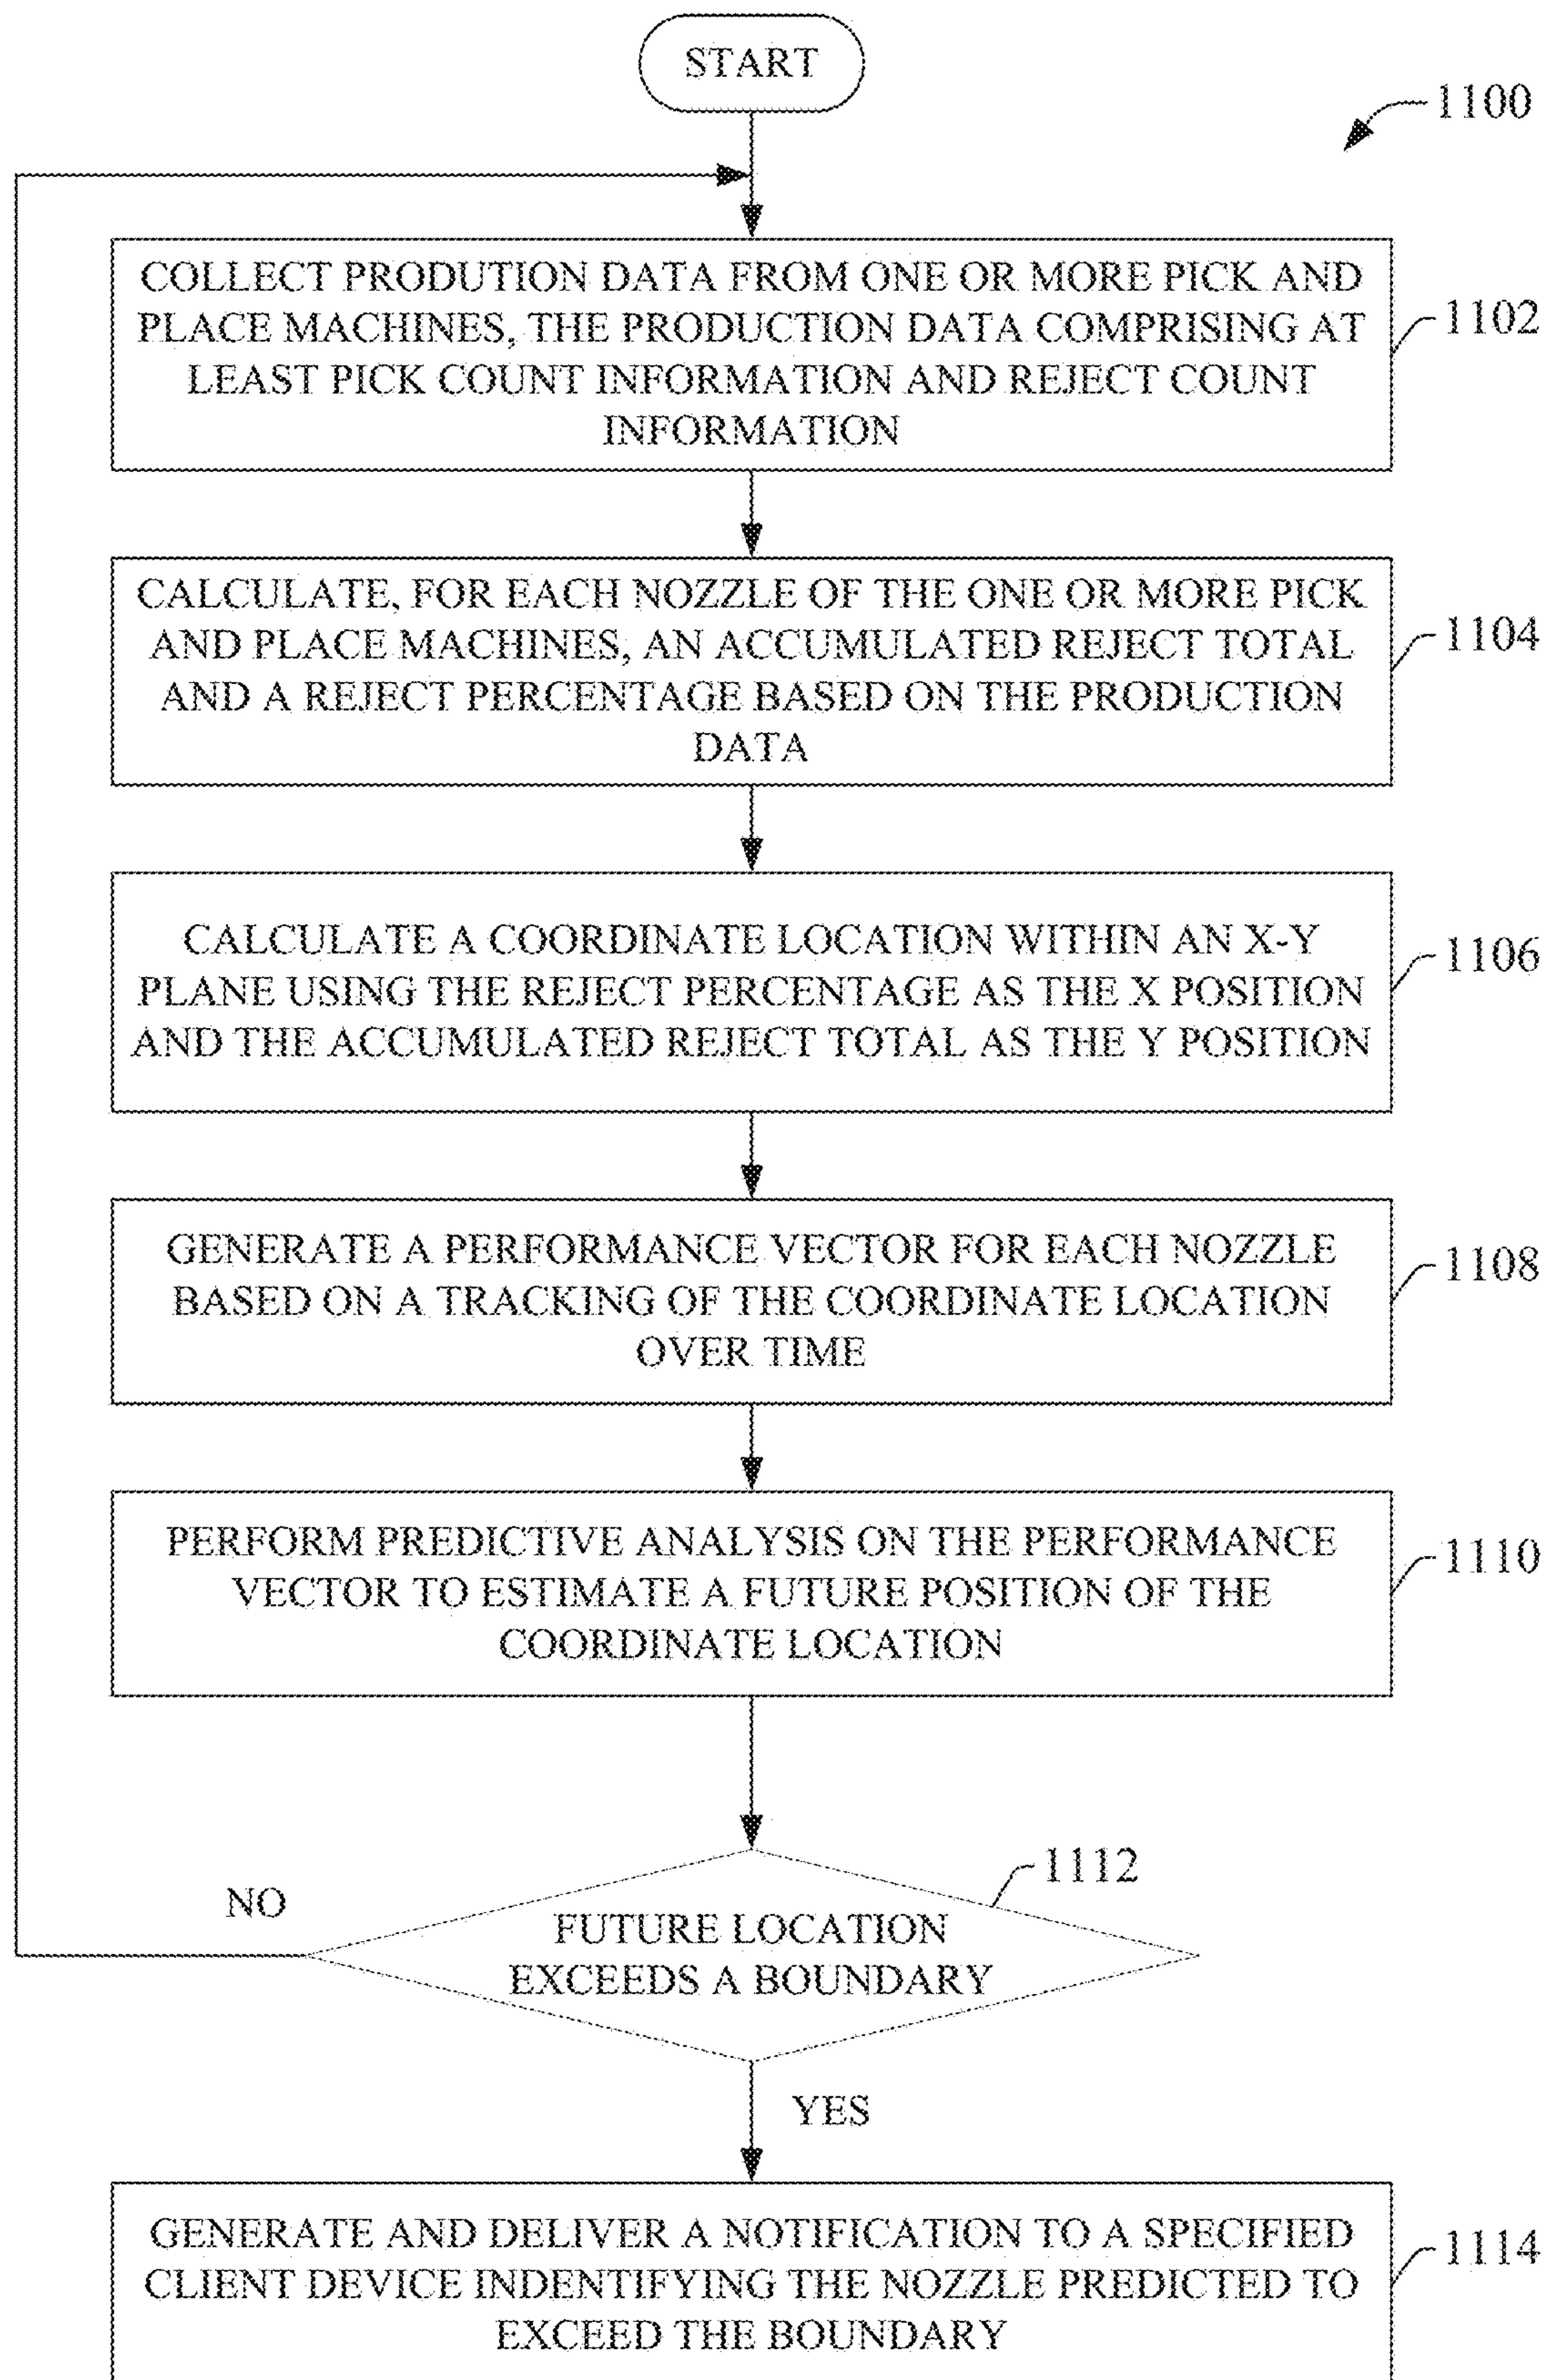 START
1100
COLLECT PRODUTION DATA FROM ONE OR MORE PICK AND
PLACE MACHINES, THE PRODUCTION DATA COMPRISING AT
LEAST PICK COUNT INFORMATION AND REJECT COUNT
INFORMATION
1102
CALCULATE, FOR EACH NOZZLE OF THE ONE OR MORE PICK
AND PLACE MACHINES, AN ACCUMULATED REJECT TOTAL
AND A REJECT PERCENTAGE BASED ON THE PRODUCTION
DATA
1104
CALCULATE A COORDINATE LOCATION WITHIN AN X-Y
PLANE USING THE REJECT PERCENTAGE AS THE X POSITION
AND THE ACCUMULATED REJECT TOTAL AS THE Y POSITION
1106
GENERATE A PERFORMANCE VECTOR FOR EACH NOZZLE
BASED ON A TRACKING OF THE COORDINATE LOCATION
OVER TIME
1108
PERFORM PREDICTIVE ANALYSIS ON THE PERFORMANCE
VECTOR TO ESTIMATE A FUTURE POSITION OF THE
COORDINATE LOCATION
1110
1112
NO
FUTURE LOCATION
EXCEEDS A BOUNDARY
YES
GENERATE AND DELIVER A NOTIFICATION TO A SPECIFIED
CLIENT DEVICE INDENTIFYING THE NOZZLE PREDICTED TO
EXCEED THE BOUNDARY
1114